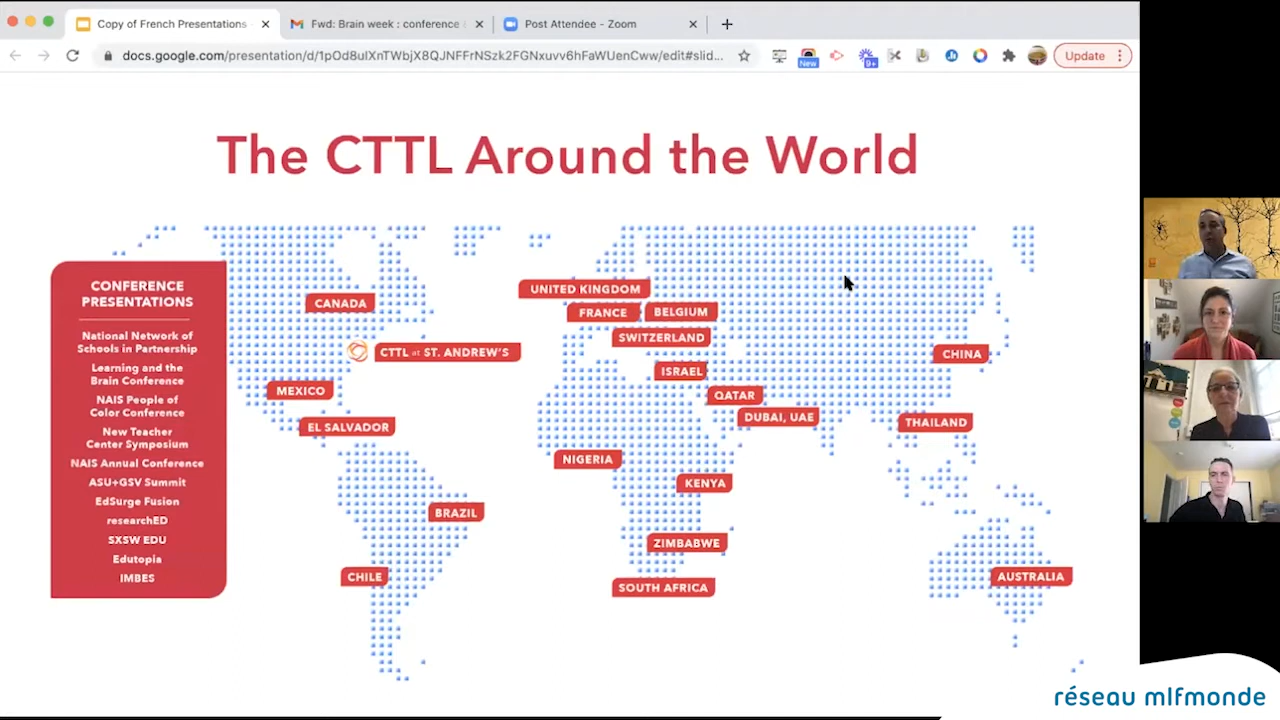 Copy of French Presentations
Fwd: Brain week : conference
Post Attendee - Zoom
docs.google.com/presentation/d/1pOd8ulXnTWbjX8QJNFFrNSzk2FGNxuvv6hFaWUenCww/edit#slid...
New
9+
Update
The CTTL Around the World
CONFERENCE
PRESENTATIONS
National Network of
Schools in Partnership
Learning and the
Brain Conference
NAIS People of
Color Conference
New Teacher
Center Symposium
NAIS Annual Conference
ASU+GSV Summit
EdSurge Fusion
researchED
SXSW EDU
Edutopia
IMBES
CANADA
CTTL at ST. ANDREW'S
MEXICO
EL SALVADOR
BRAZIL
CHILE
UNITED KINGDOM
FRANCE
BELGIUM
SWITZERLAND
ISRAEL
QATAR
DUBAI, UAE
NIGERIA
KENYA
ZIMBABWE
SOUTH AFRICA
CHINA
THAILAND
AUSTRALIA
réseau mlfmonde